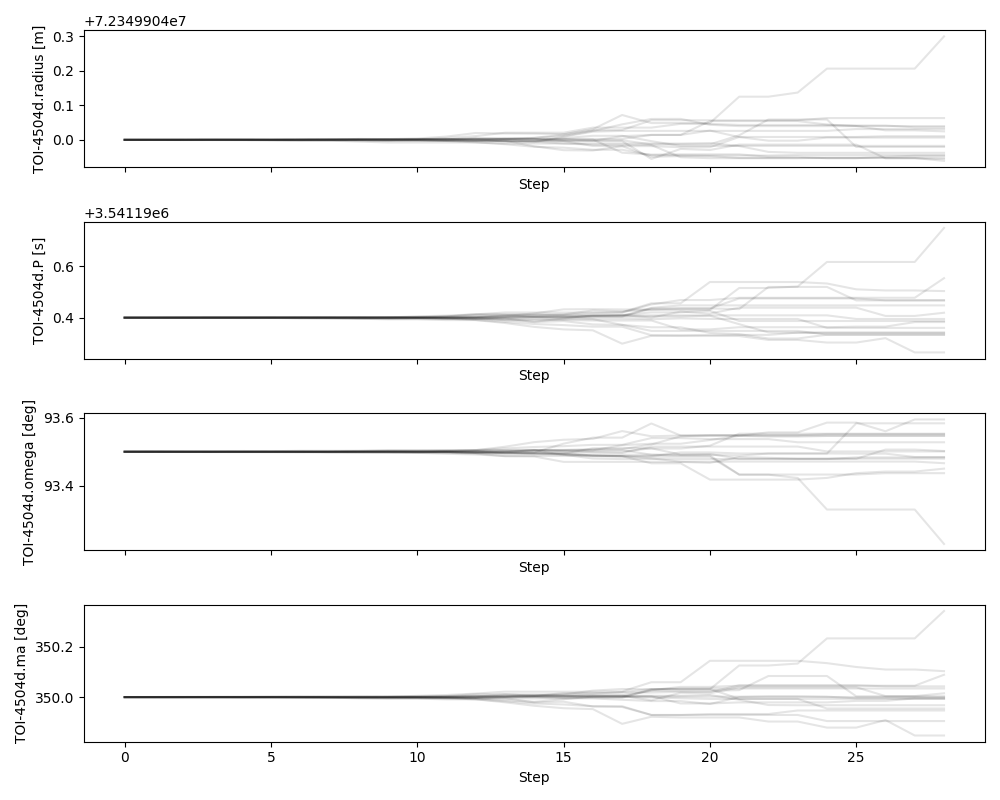 +7.2349904e7
TOI-4504d.radius [m]
0.3
0.2
0.1
0.0
Step
+3.54119e6
TOI-4504d.P [s]
0.6
0.4
Step
TOI-4504d.omega [deg]
93.6
93.4
Step
TOI-4504d.ma [deg]
350.2
350.0
0 5 10 15 20 25
Step